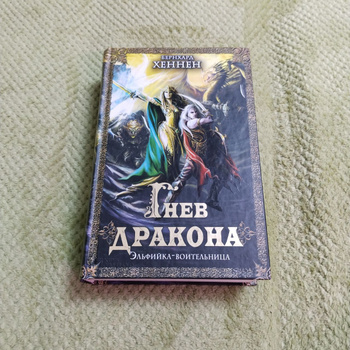 БЕРНХАРД
ХЕННЕН
ГНЕВ
ДРАКОНА
ЭЛЬФИЙКА-ВОИТЕЛЬНИЦА